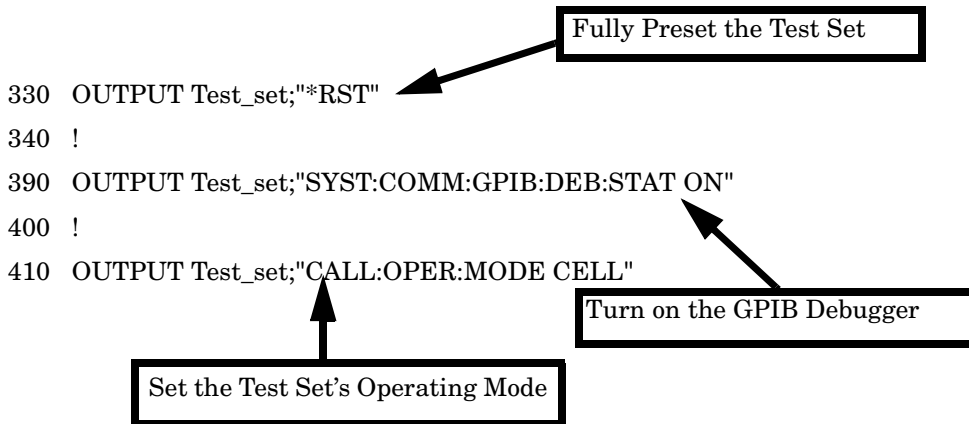 Fully Preset the Test Set
330 OUTPUT Test_set;"*RST"
340 !
390 OUTPUT Test_set;"SYST:COMM:GPIB:DEB:STAT ON"
400 !
410 OUTPUT Test_set;"CALL:OPER:MODE CELL"
Turn on the GPIB Debugger
Set the Test Set's Operating Mode